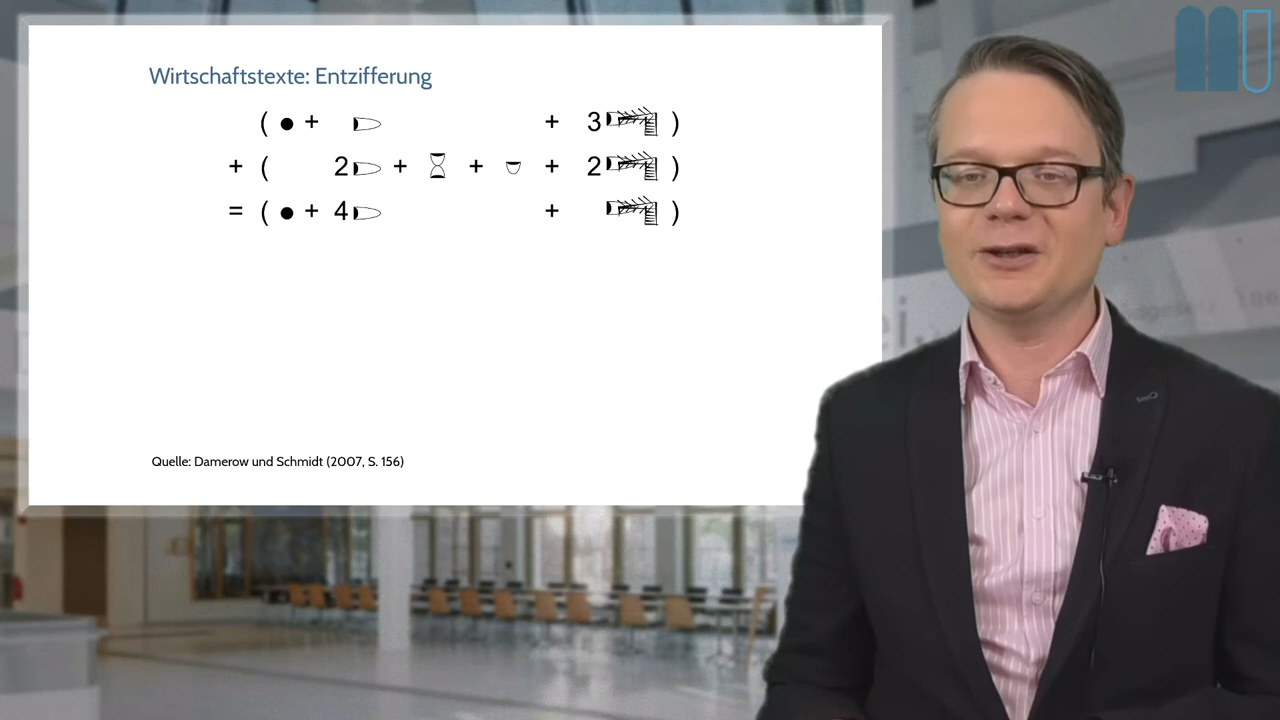 Wirtschaftstexte: Entzifferung
( ● + + 3 )
+ ( 2 + + + 2 )
= ( ● + 4 + )
Quelle: Damerow und Schmidt (2007, S. 156)